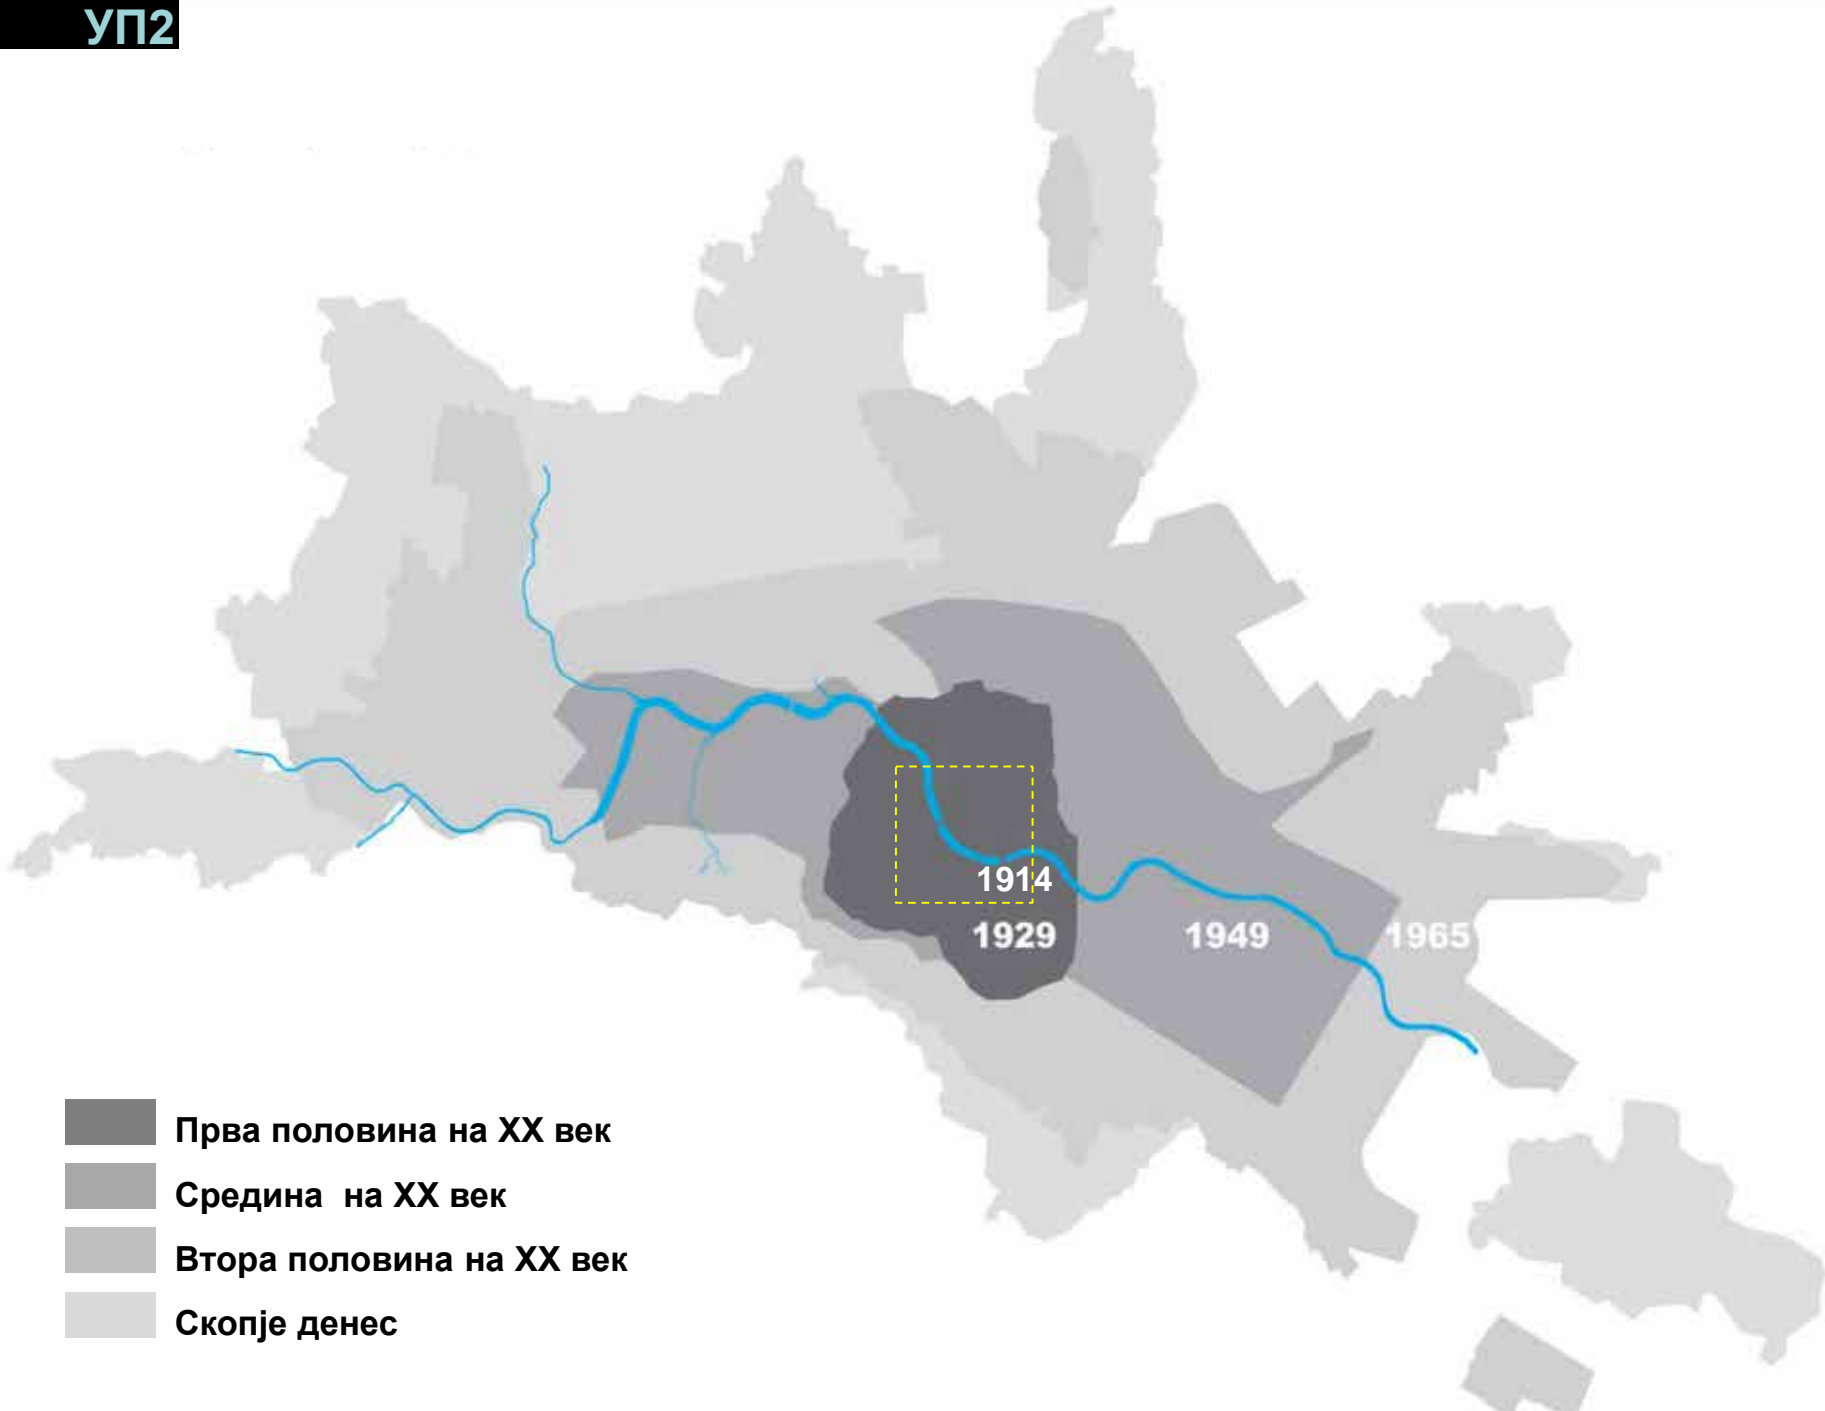 УП2
1914
1929
1949
1965
Прва половина на XX век
Средина на XX век
Втора половина на XX век
Скопје денес